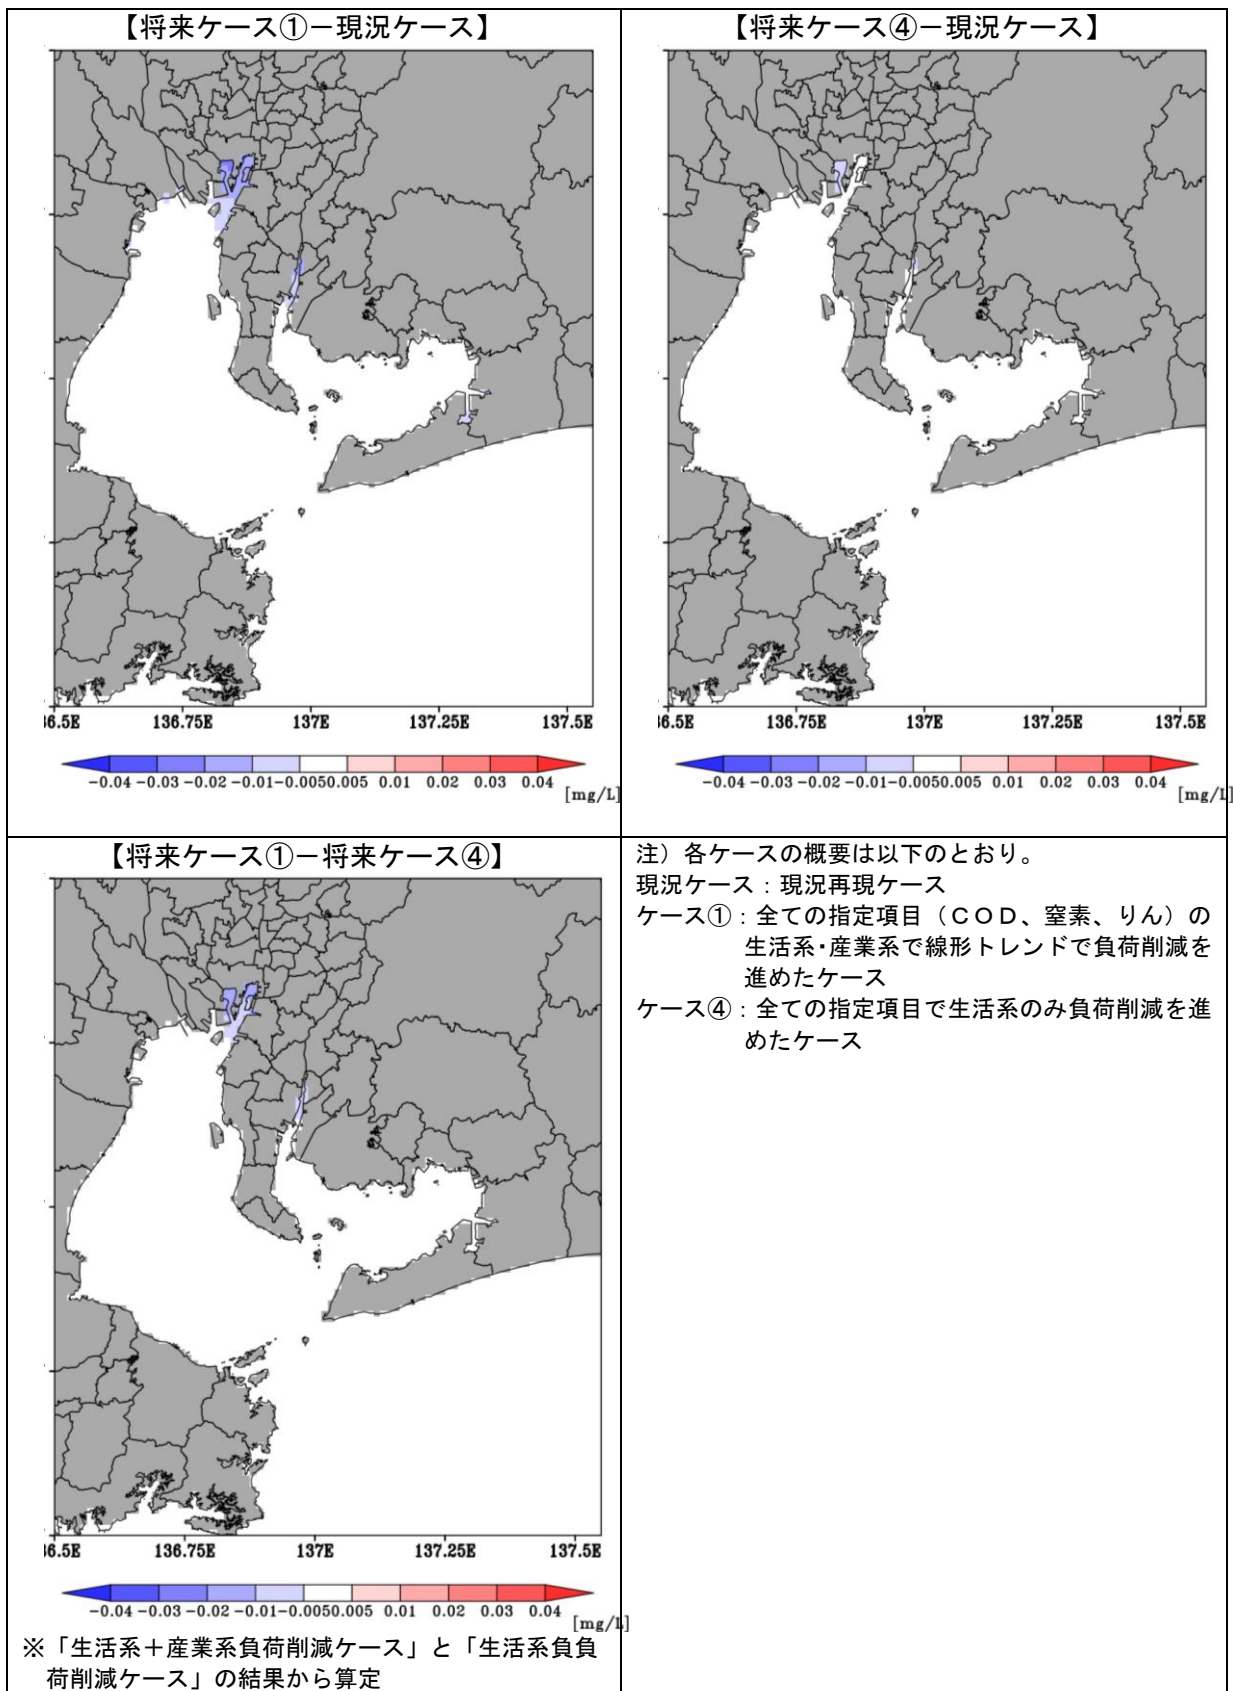 【将来ケース①－現況ケース】
36.5E 136.75E 137E 137.25E 137.5E
-0.04 -0.03 -0.02 -0.01-0.0050.005 0.01 0.02 0.03 0.04
[mg/L]
【将来ケース④－現況ケース】
36.5E 136.75E 137E 137.25E 137.5E
-0.04 -0.03 -0.02 -0.01-0.0050.005 0.01 0.02 0.03 0.04
[mg/L]
【将来ケース①－将来ケース④】
36.5E 136.75E 137E 137.25E 137.5E
-0.04 -0.03 -0.02 -0.01-0.0050.005 0.01 0.02 0.03 0.04
[mg/L]
※「生活系＋産業系負荷削減ケース」と「生活系負負
荷削減ケース」の結果から算定
注）各ケースの概要は以下のとおり。
現況ケース：現況再現ケース
ケース①：全ての指定項目（ＣＯＤ、窒素、りん）の
生活系・産業系で線形トレンドで負荷削減を
進めたケース
ケース④：全ての指定項目で生活系のみ負荷削減を進
めたケース